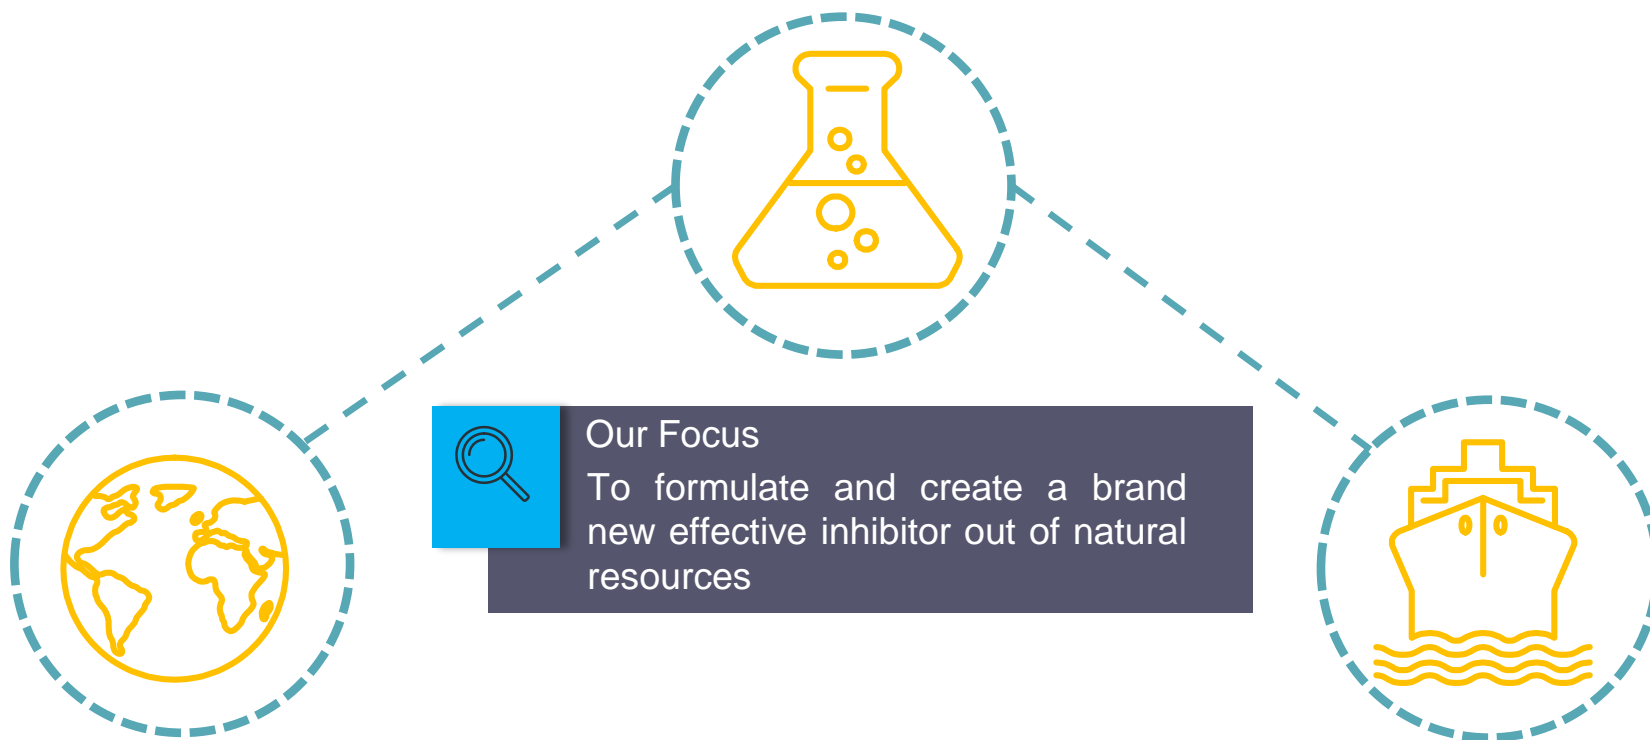 Our Focus
To formulate and create a brand
new effective inhibitor out of natural
resources